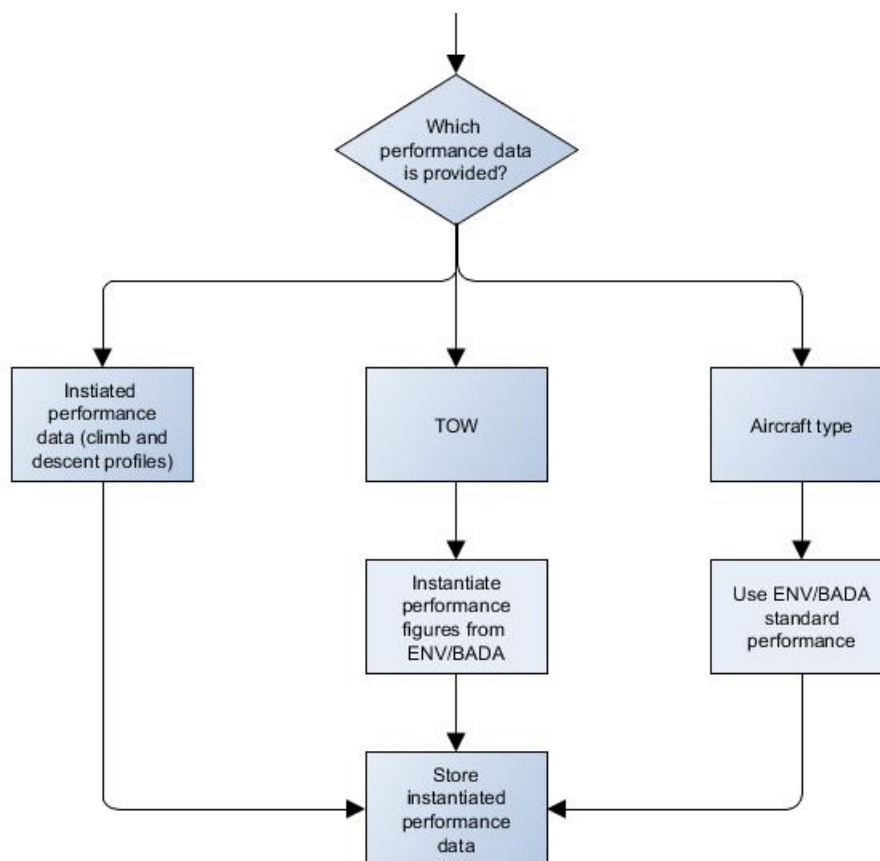 Which
performance data
is provided?
Instiated
performance
data (climb and
descent profiles)
TOW
Aircraft type
Instantiate
performance
figures from
ENV/BADA
Use ENV/BADA
standard
performance
Store
instantiated
performance
data